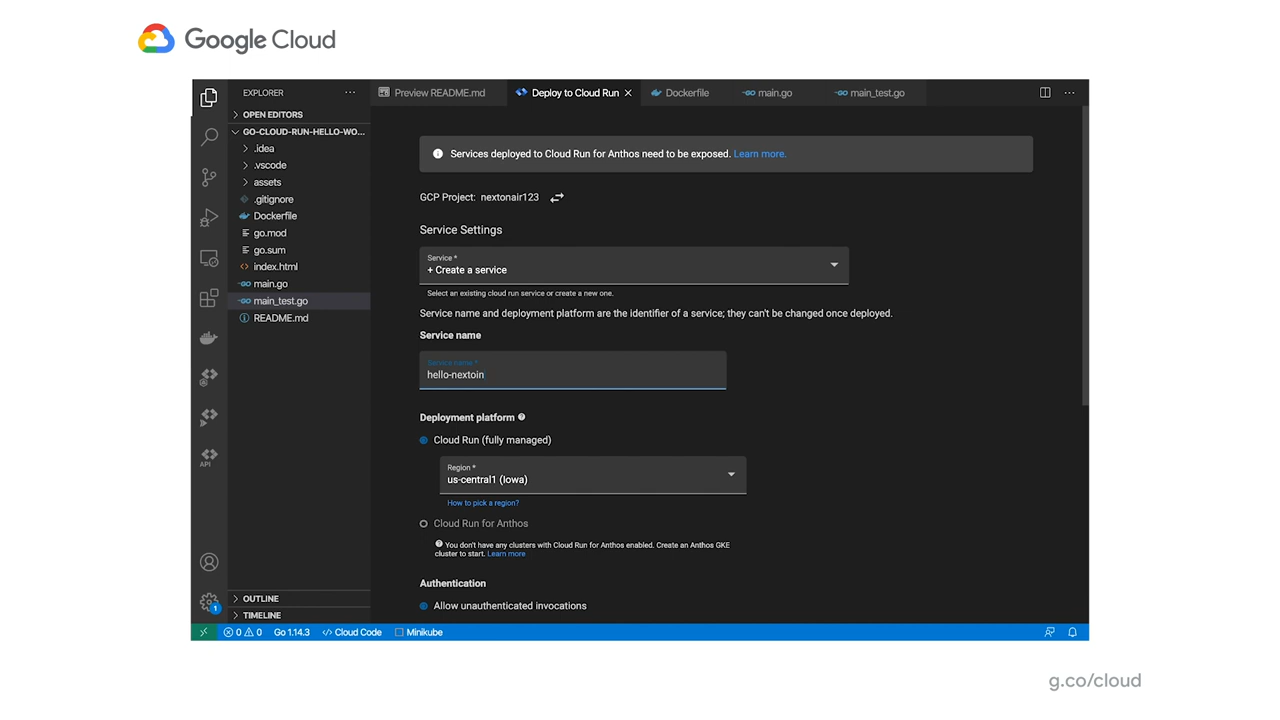 Google Cloud
EXPLORER
Preview README.md
Deploy to Cloud Run
Dockerfile
main.go
main_test.go
OPEN EDITORS
GO-CLOUD-RUN-HELLO-WO...
.idea
.vscode
assets
.gitignore
Dockerfile
go.mod
go.sum
index.html
main.go
main_test.go
README.md
OUTLINE
TIMELINE
API
1
Services deployed to Cloud Run for Anthos need to be exposed. Learn more.
GCP Project: nextonair123
Service Settings
Service *
+ Create a service
Select an existing cloud run service or create a new one.
Service name and deployment platform are the identifier of a service; they can't be changed once deployed.
Service name
Service name *
hello-nextoin
Deployment platform
Cloud Run (fully managed)
Region *
us-central1 (Iowa)
How to pick a region?
Cloud Run for Anthos
You don't have any clusters with Cloud Run for Anthos enabled. Create an Anthos GKE
cluster to start. Learn more
Authentication
Allow unauthenticated invocations
0 0 Go 1.14.3 </> Cloud Code Minikube
g.co/cloud